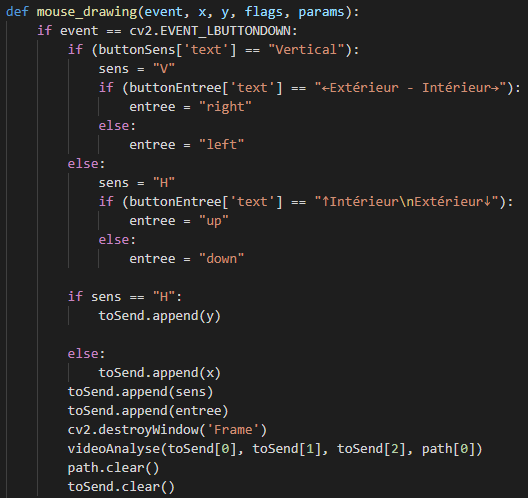 def mouse_drawing(event, x, y, flags, params):
    if event == cv2.EVENT_LBUTTONDOWN:
        if (buttonSens['text'] == "Vertical"):
            sens = "V"
            if (buttonEntree['text'] == "←Extérieur - Intérieur→"):
                entree = "right"
            else:
                entree = "left"
        else:
            sens = "H"
            if (buttonEntree['text'] == "↑Intérieur\nExtérieur↓"):
                entree = "up"
            else:
                entree = "down"

        if sens == "H":
            toSend.append(y)

        else:
            toSend.append(x)
        toSend.append(sens)
        toSend.append(entree)
        cv2.destroyWindow('Frame')
        videoAnalyse(toSend[0], toSend[1], toSend[2], path[0])
        path.clear()
        toSend.clear()